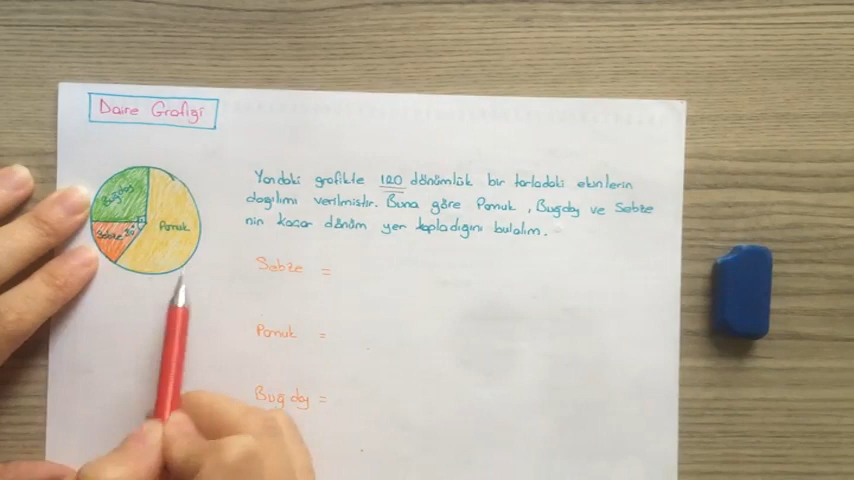 Daire Grafiği
Buğday
Sebze
Pamuk
Yandaki grafikte 120 dönümlük bir tarladaki ekinlerin
dağılımı verilmiştir. Buna göre Pamuk, Buğday ve Sebze
nin kaçar dönüm yer kapladığını bulalım.
Sebze =
Pamuk =
Buğday =